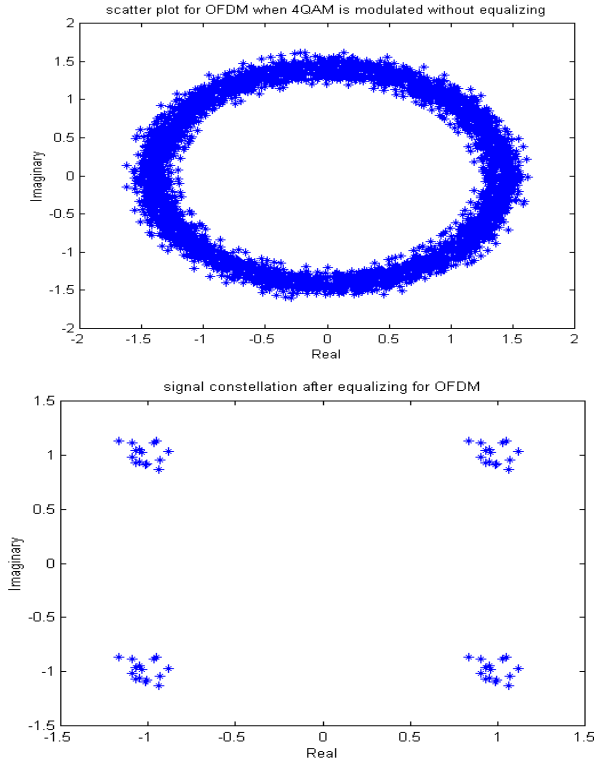 scatter plot for OFDM when 4QAM is modulated without equalizing
2
1.5
1
0.5
0
-0.5
-1
-1.5
-2
Imaginary
-2 -1.5 -1 -0.5 0 0.5 1 1.5 2
Real
signal constellation after equalizing for OFDM
1.5
1
0.5
0
-0.5
-1
-1.5
Imaginary
-1.5 -1 -0.5 0 0.5 1 1.5
Real